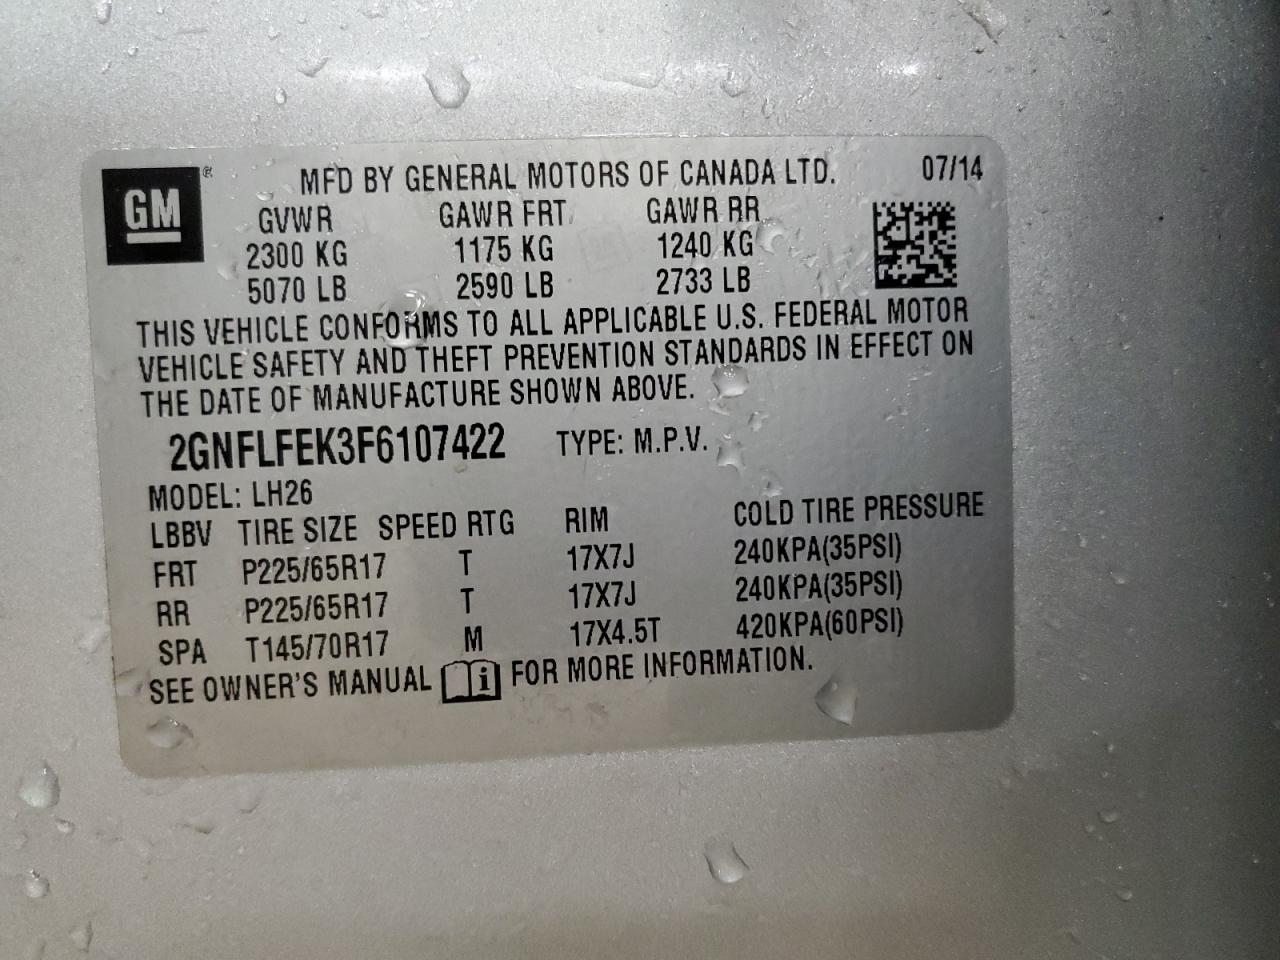 GM ® MFD BY GENERAL MOTORS OF CANADA LTD. 07/14
GVWR GAWR FRT GAWR RR
2300 KG 1175 KG 1240 KG
5070 LB 2590 LB 2733 LB
THIS VEHICLE CONFORMS TO ALL APPLICABLE U.S. FEDERAL MOTOR
VEHICLE SAFETY AND THEFT PREVENTION STANDARDS IN EFFECT ON
THE DATE OF MANUFACTURE SHOWN ABOVE.
2GNFLFEK3F6107422 TYPE: M.P.V.
MODEL: LH26
LBBV TIRE SIZE SPEED RTG RIM COLD TIRE PRESSURE
FRT P225/65R17 T 17X7J 240KPA(35PSI)
RR P225/65R17 T 17X7J 240KPA(35PSI)
SPA T145/70R17 M 17X4.5T 420KPA(60PSI)
SEE OWNER'S MANUAL i FOR MORE INFORMATION.